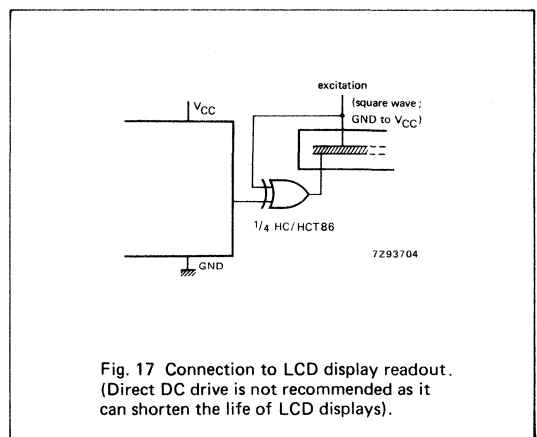 excitation
(square wave;
GND to VCC)
VCC
1/4 HC/HCT86
7Z93704
GND
Fig. 17 Connection to LCD display readout.
(Direct DC drive is not recommended as it
can shorten the life of LCD displays).